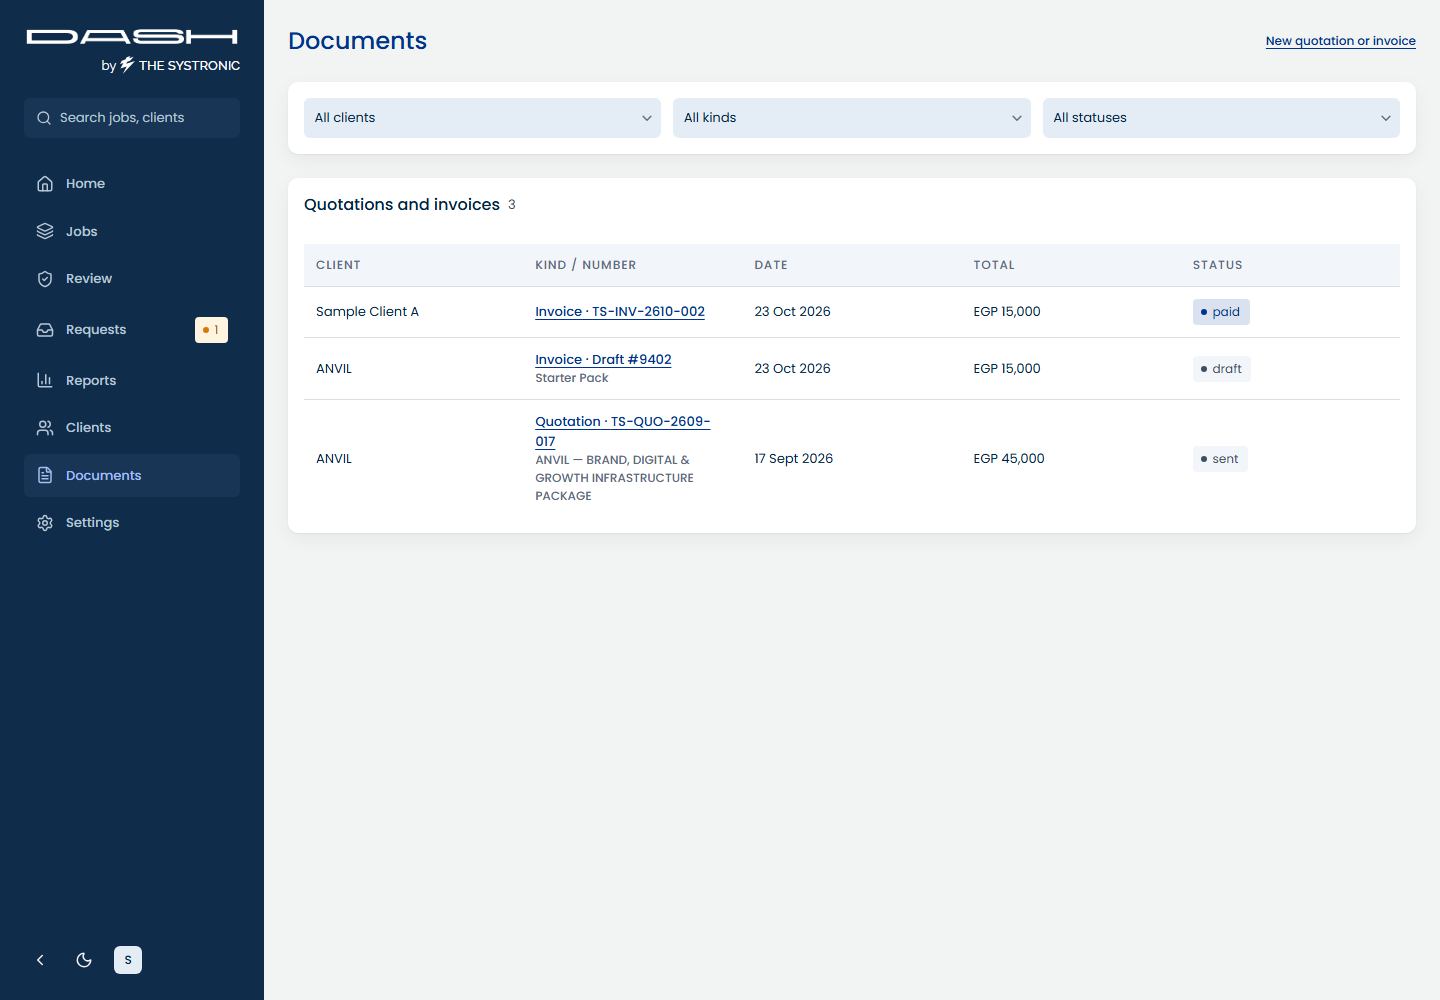 DASH
by THE SYSTRONIC
Search jobs, clients
Home
Jobs
Review
Requests 1
Reports
Clients
Documents
Settings
S
Documents
New quotation or invoice
All clients
All kinds
All statuses
Quotations and invoices 3
CLIENT KIND / NUMBER DATE TOTAL STATUS
Sample Client A Invoice · TS-INV-2610-002 23 Oct 2026 EGP 15,000 paid
ANVIL Invoice · Draft #9402 23 Oct 2026 EGP 15,000 draft
Starter Pack
Quotation · TS-QUO-2609-
017
ANVIL 17 Sept 2026 EGP 45,000 sent
ANVIL — BRAND, DIGITAL &
GROWTH INFRASTRUCTURE
PACKAGE